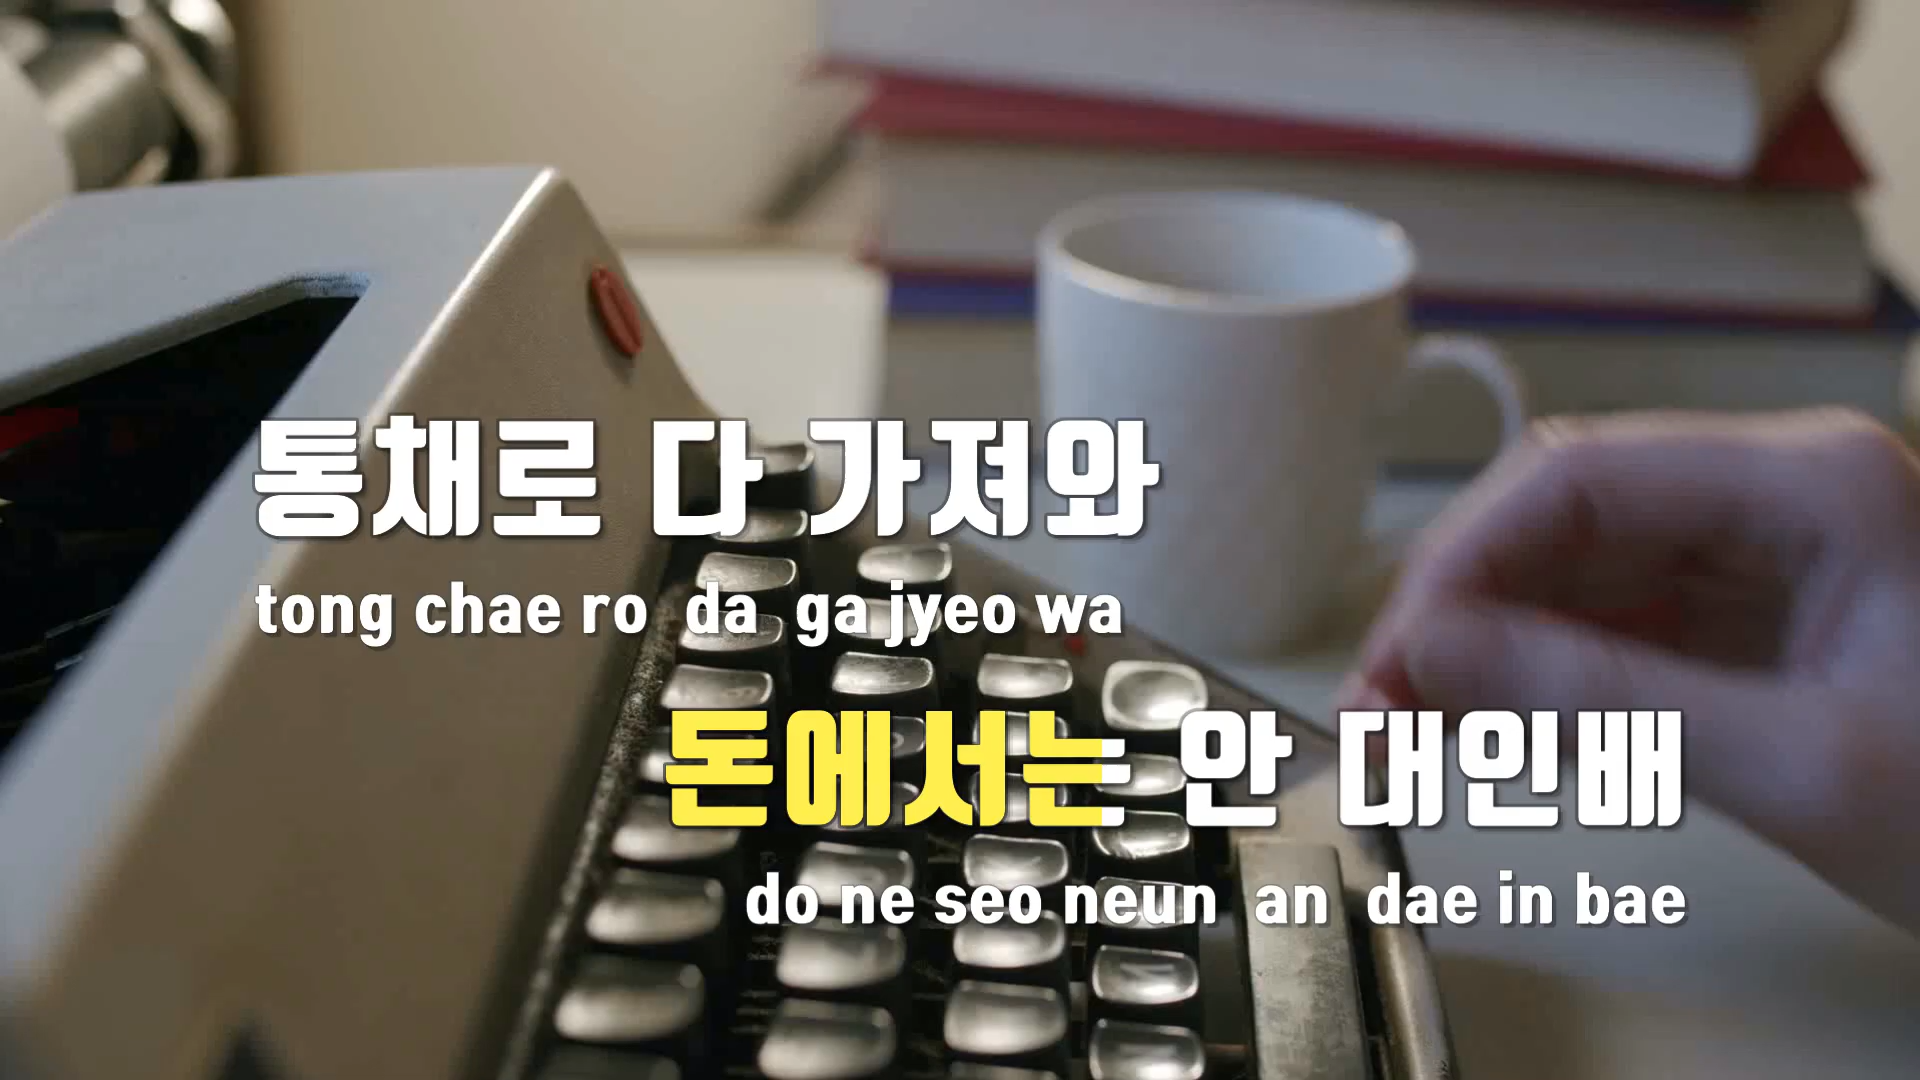 통채로 다 가져와
tong chae ro da ga jyeo wa
돈에서는 안 대인배
do ne seo neun an dae in bae